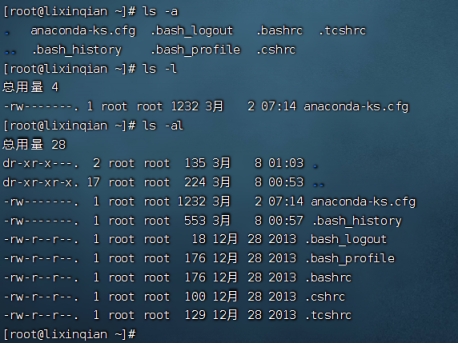 [root@lixinqian ~]# ls -a
.   anaconda-ks.cfg  .bash_logout   .bashrc  .tcshrc
..  .bash_history    .bash_profile  .cshrc
[root@lixinqian ~]# ls -l
总用量 4
-rw-------. 1 root root 1232 3月   2 07:14 anaconda-ks.cfg
[root@lixinqian ~]# ls -al
总用量 28
dr-xr-x---.  2 root root  135 3月   8 01:03 .
dr-xr-xr-x. 17 root root  224 3月   8 00:53 ..
-rw-------.  1 root root 1232 3月   2 07:14 anaconda-ks.cfg
-rw-------.  1 root root  553 3月   8 00:57 .bash_history
-rw-r--r--.  1 root root   18 12月 28 2013 .bash_logout
-rw-r--r--.  1 root root  176 12月 28 2013 .bash_profile
-rw-r--r--.  1 root root  176 12月 28 2013 .bashrc
-rw-r--r--.  1 root root  100 12月 28 2013 .cshrc
-rw-r--r--.  1 root root  129 12月 28 2013 .tcshrc
[root@lixinqian ~]#